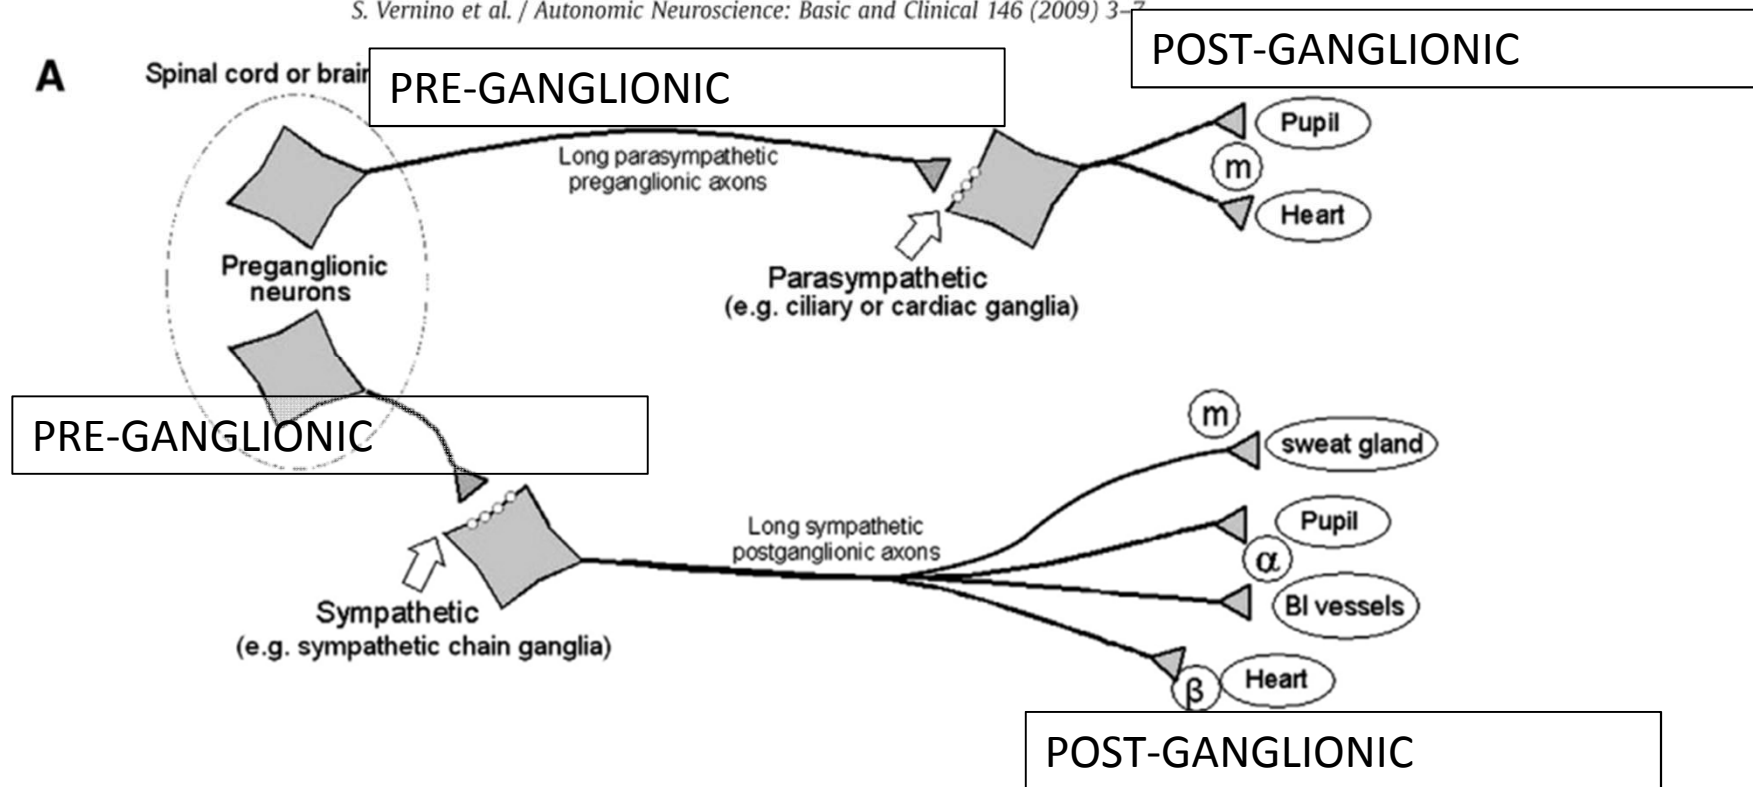 S. Vernino et al. / Autonomic Neuroscience: Basic and Clinical 146 (2009) 3–7
POST-GANGLIONIC
A
Spinal cord or brain
PRE-GANGLIONIC
Pupil
Long parasympathetic
preganglionic axons
m
Heart
Preganglionic
neurons
Parasympathetic
(e.g. ciliary or cardiac ganglia)
PRE-GANGLIONIC
m
sweat gland
Long sympathetic
postganglionic axons
Pupil
α
Bl vessels
Sympathetic
(e.g. sympathetic chain ganglia)
β
Heart
POST-GANGLIONIC